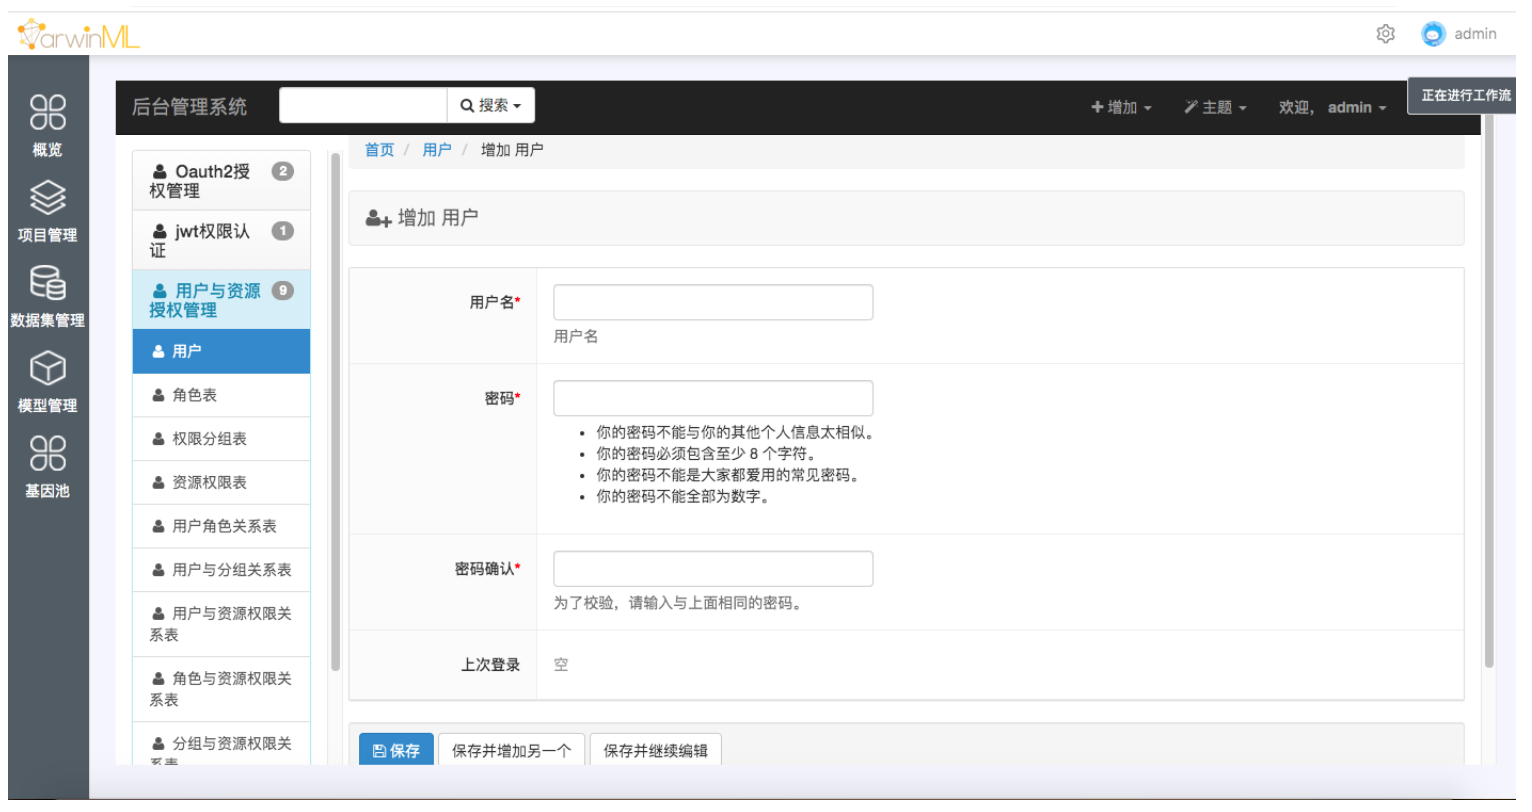 DarwinML
admin
概览
项目管理
数据集管理
模型管理
基因池
后台管理系统
搜索
增加
主题
欢迎, admin
正在进行工作流
Oauth2授 2
权管理
jwt权限认 1
证
用户与资源 9
授权管理
用户
角色表
权限分组表
资源权限表
用户角色关系表
用户与分组关系表
用户与资源权限关
系表
角色与资源权限关
系表
分组与资源权限关
系表
首页 / 用户 / 增加 用户
增加 用户
用户名*
用户名
密码*
• 你的密码不能与你的其他个人信息太相似。
• 你的密码必须包含至少 8 个字符。
• 你的密码不能是大家都爱用的常见密码。
• 你的密码不能全部为数字。
密码确认*
为了校验，请输入与上面相同的密码。
上次登录 空
保存
保存并增加另一个
保存并继续编辑